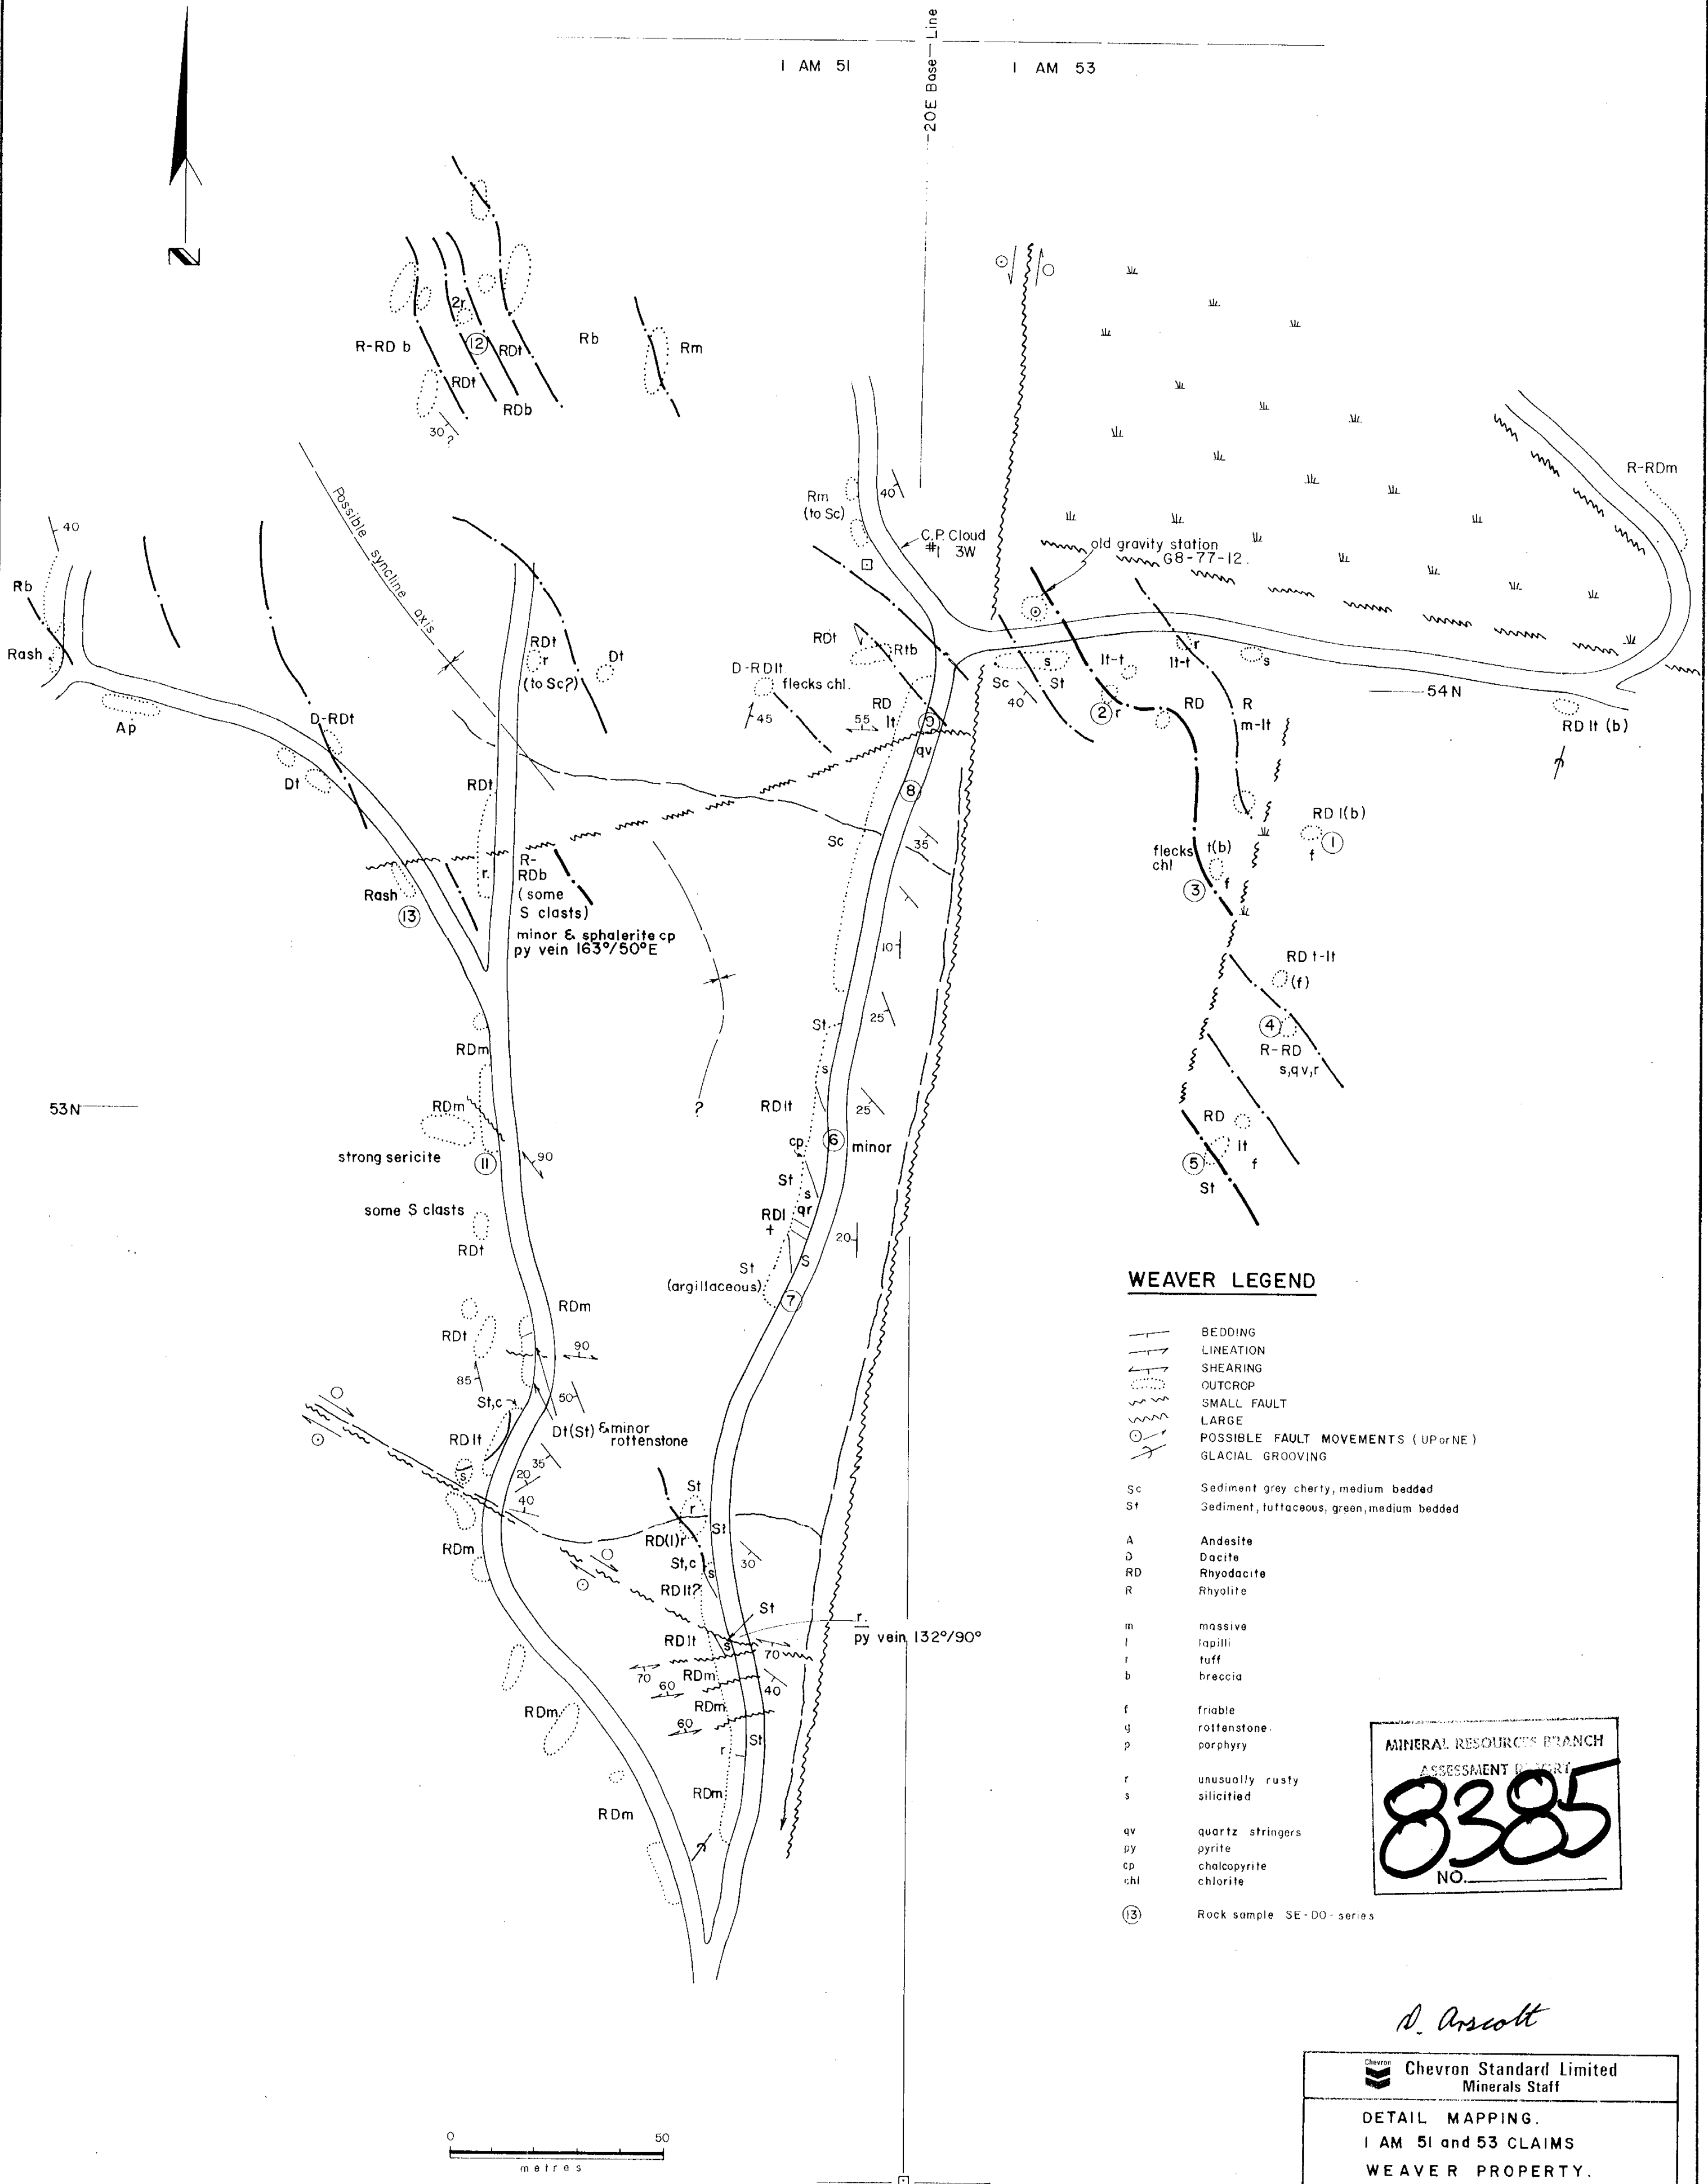 I AM 51
I AM 53
20E Base Line
N
2r
12
R-RD b
RDt
Rb
Rm
RDt
RDb
30?
R-RDm
Rm
(to Sc)
40
C.P. Cloud
#1 3W
old gravity station
G8-77-12.
40
Possible syncline axis
Rb
Rash
RDt
r
(to Sc?)
Dt
RDt
Rtb
D-RDlt
flecks chl.
45
RD
lt
55
9
qv
Sc
s
St
40
lt-t
lt-t
r
s
2
r
RD
R
m-lt
54N
RD lt (b)
Ap
D-RDt
Dt
RDt
8
Sc
35
RD l(b)
1
f
flecks
chl
t(b)
3
f
r.
R-
RDb
(some
S clasts)
minor & sphalerite cp
py vein 163°/50°E
Rash
13
10
RD t-lt
(f)
4
R-RD
s,qv,r
St
25
s
RDm
53N
RDm
strong sericite
11
90
?
RDlt
25
cp
6
minor
RD
lt
5
f
St
some S clasts
RDt
St
s
qr
RDl
t
20
St
(argillaceous)
S
7
RDm
RDt
90
85
St,c
50
RDlt
Dt(St) & minor
rottenstone
35
20
s
40
RDm
St
r
St
RD(l)r
St,c
s
30
RDlt?
St
r.
py vein 132°/90°
RDlt
s
70
70
RDm
60
40
RDm
60
St
r
RDm
RDm
RDm
WEAVER LEGEND
BEDDING
LINEATION
SHEARING
OUTCROP
SMALL FAULT
LARGE
POSSIBLE FAULT MOVEMENTS (UP or NE)
GLACIAL GROOVING
Sc Sediment grey cherty, medium bedded
St Sediment, tuffaceous, green, medium bedded
A Andesite
D Dacite
RD Rhyodacite
R Rhyolite
m massive
l lapilli
t tuff
b breccia
f friable
g rottenstone.
p porphyry
r unusually rusty
s silicified
qv quartz stringers
py pyrite
cp chalcopyrite
chl chlorite
13 Rock sample SE-DO-series
MINERAL RESOURCES BRANCH
ASSESSMENT REPORT
8385
NO.
D. Arscott
Chevron
Chevron Standard Limited
Minerals Staff
DETAIL MAPPING.
I AM 51 and 53 CLAIMS
WEAVER PROPERTY.
0 50
metres